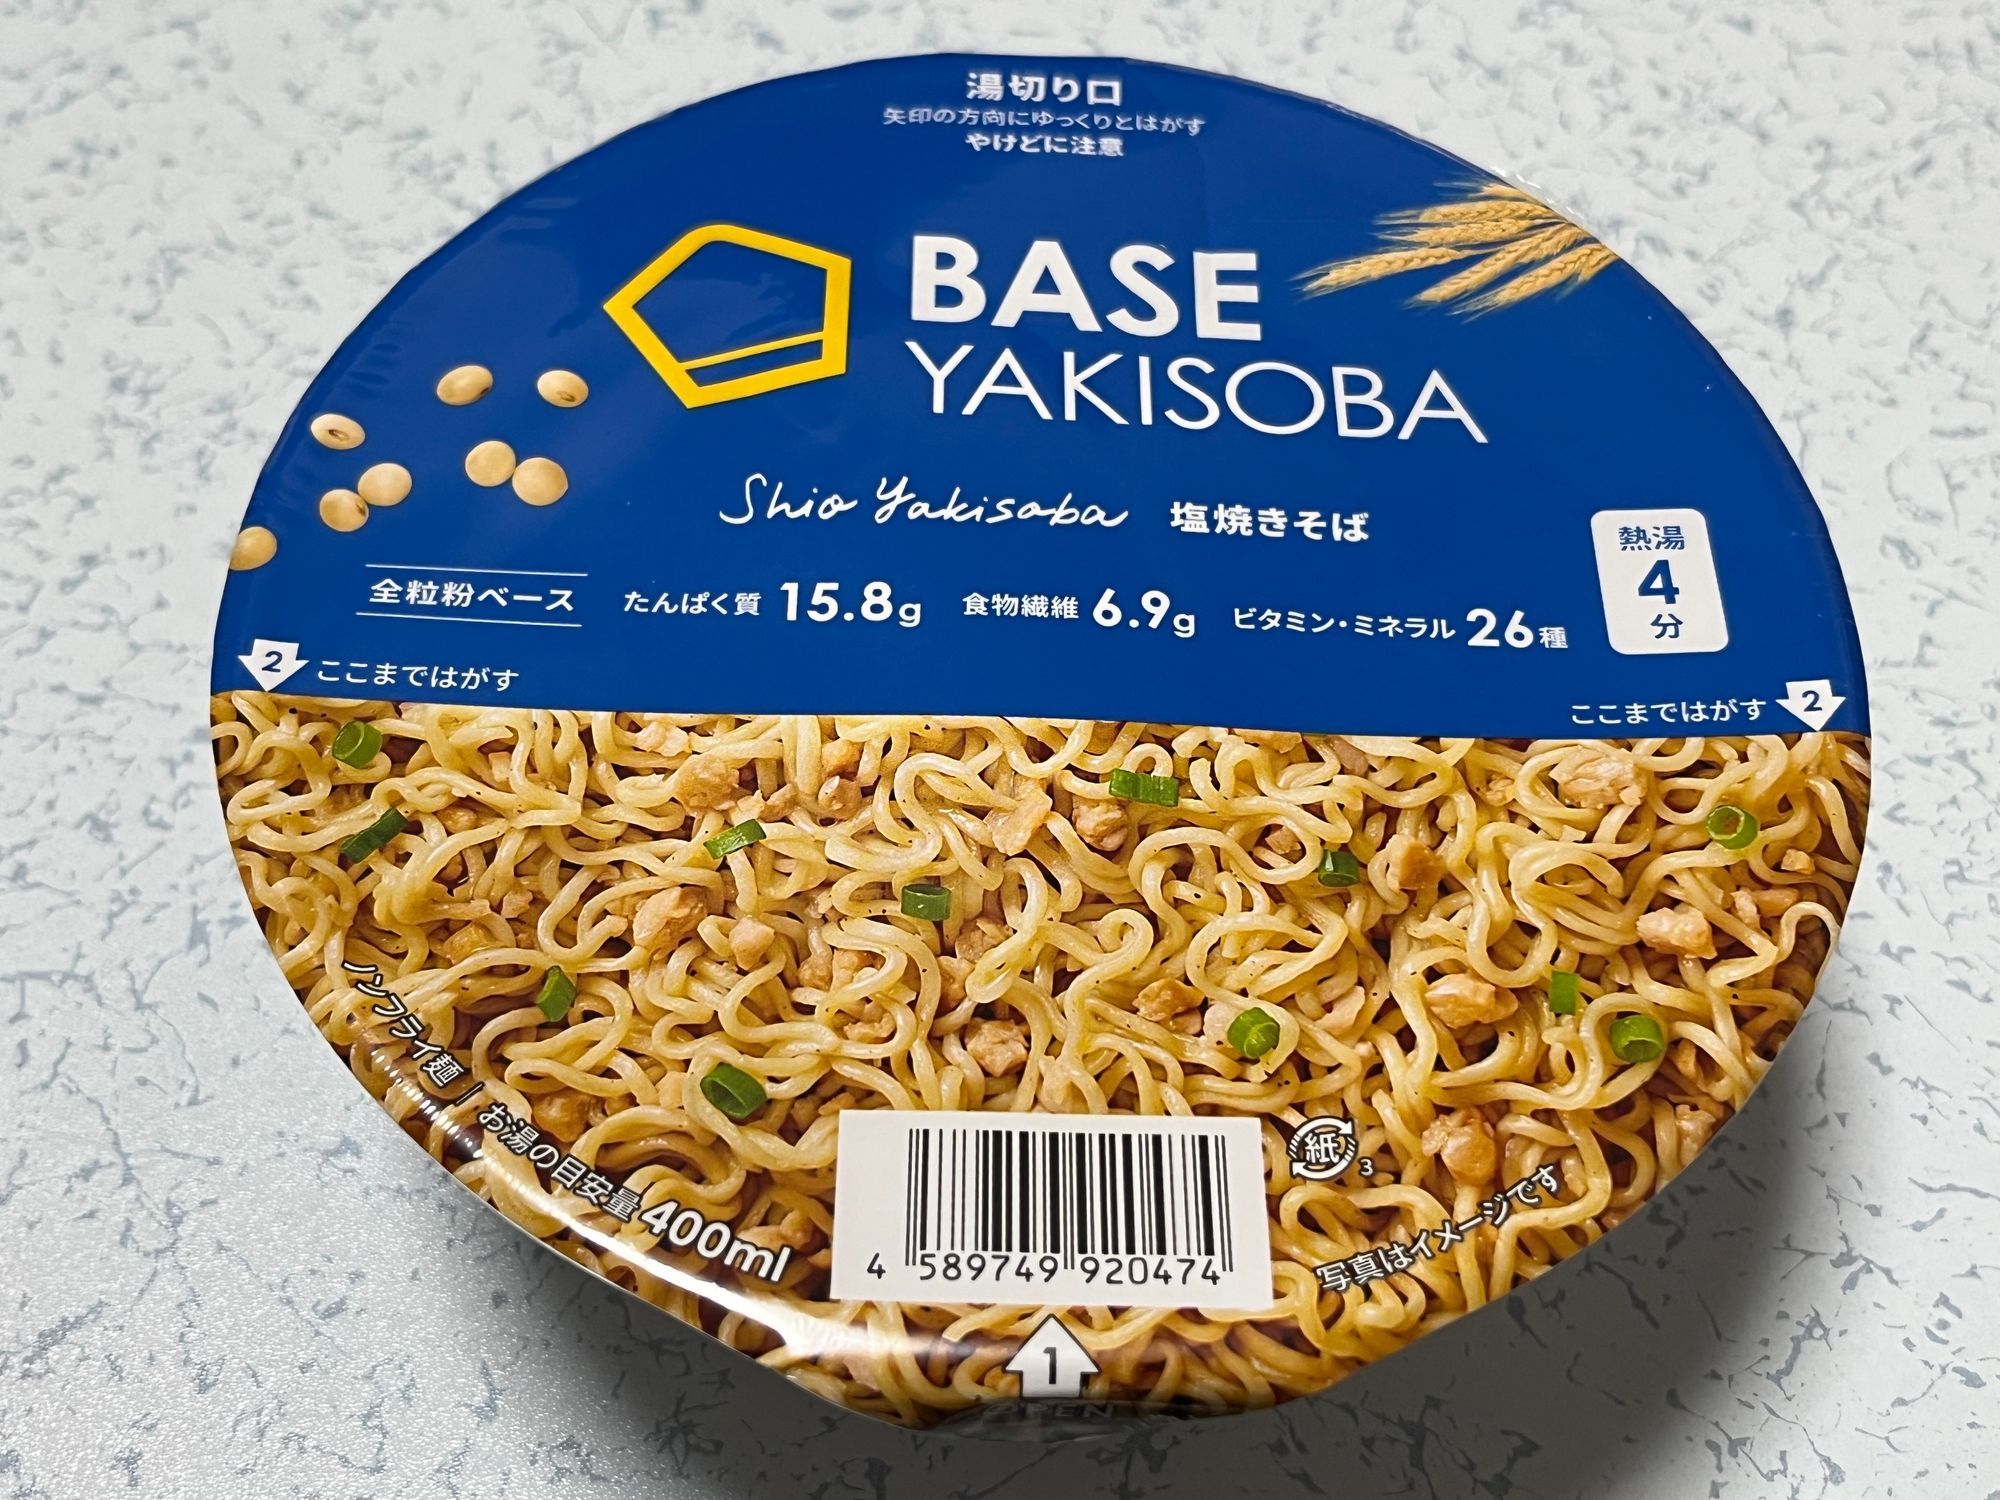 湯切り口
矢印の方向にゆっくりとはがす
やけどに注意
BASE
YAKISOBA
Shio Yakisoba 塩焼きそば
熱湯
4
分
全粒粉ベース たんぱく質 15.8g 食物繊維 6.9g ビタミン・ミネラル 26種
2 ここまではがす
ここまではがす 2
ノンフライ麺 | お湯の目安量 400ml
紙 3
写真はイメージです
4 589749 920474
1
OPEN